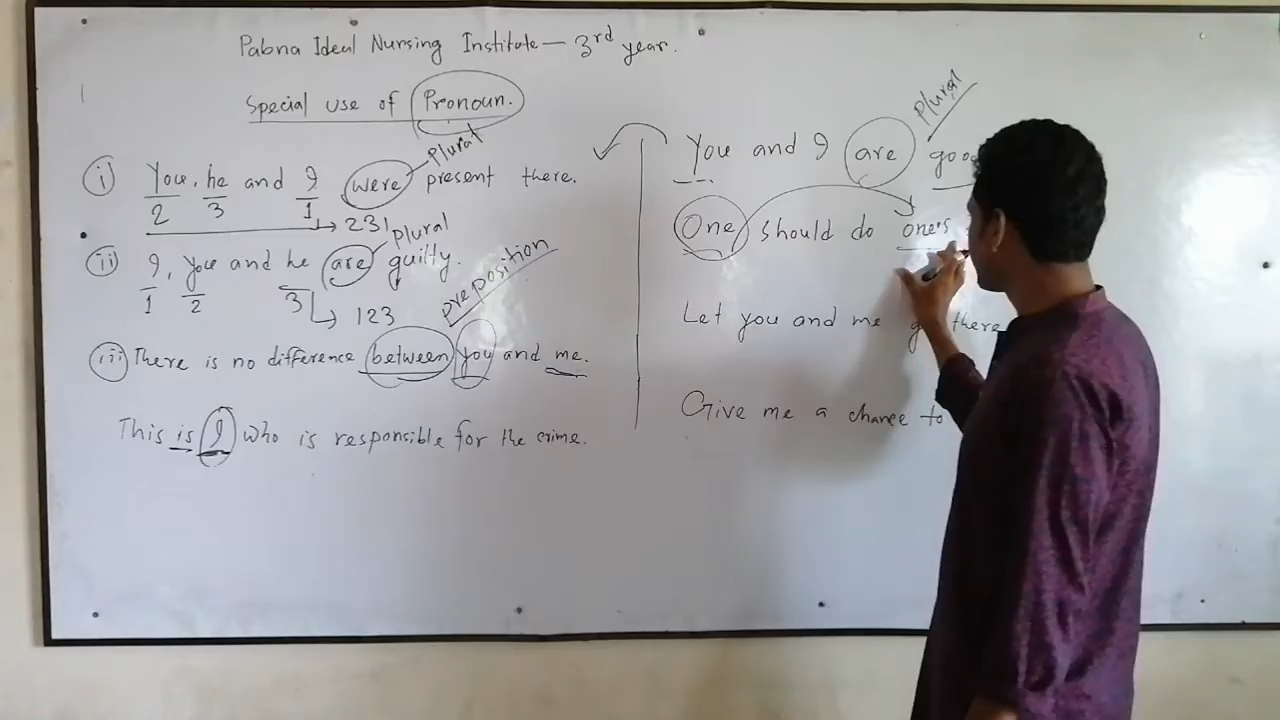 Pabna Ideal Nursing Institute — 3rd year.
Special use of Pronoun.
Plural
i) You, he and I were present there.
2 3 1 → 231
Plural
ii) I, you and he are guilty.
1 2 3 → 123
preposition
iii) There is no difference between you and me.
This is I who is responsible for the crime.
Plural
You and I are
One should do one's
Let you and me go there
Give me a chance to